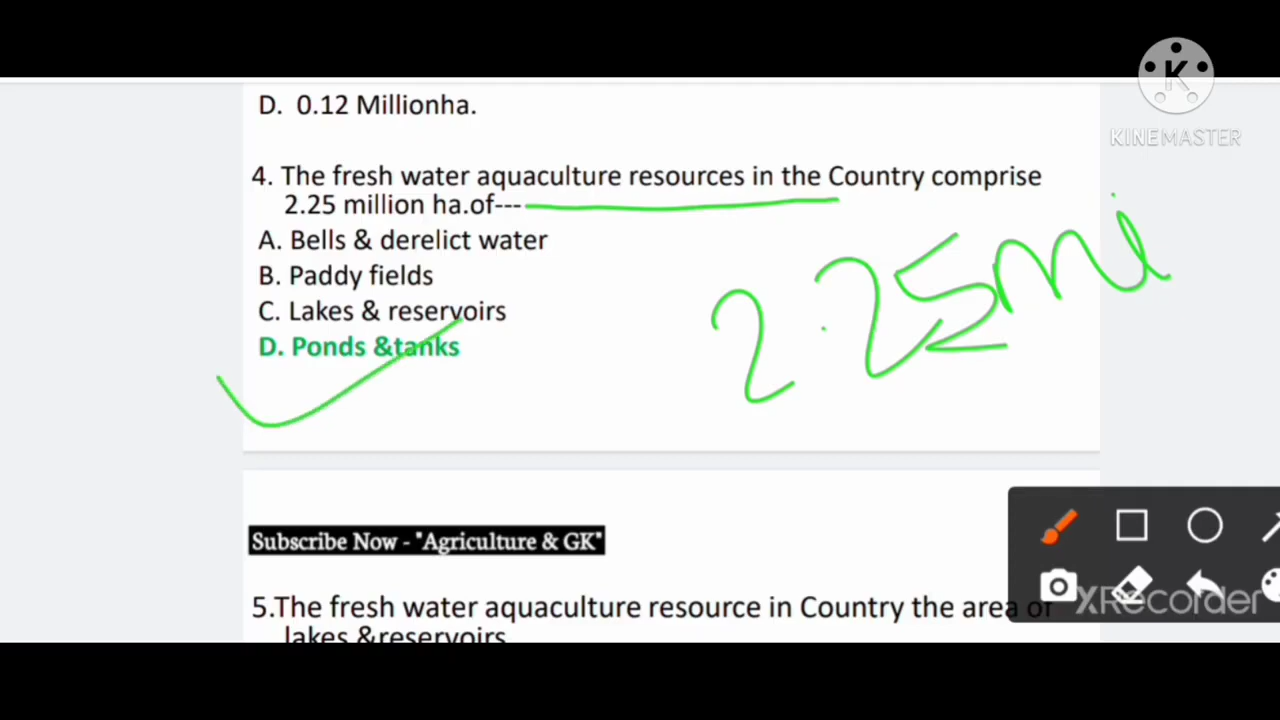 KINEMASTER
D. 0.12 Millionha.
4. The fresh water aquaculture resources in the Country comprise
2.25 million ha.of---
A. Bells & derelict water
B. Paddy fields
C. Lakes & reservoirs
D. Ponds &tanks
2.25mi
Subscribe Now - "Agriculture & GK"
5.The fresh water aquaculture resource in Country the area of
lakes &reservoirs
XRecorder